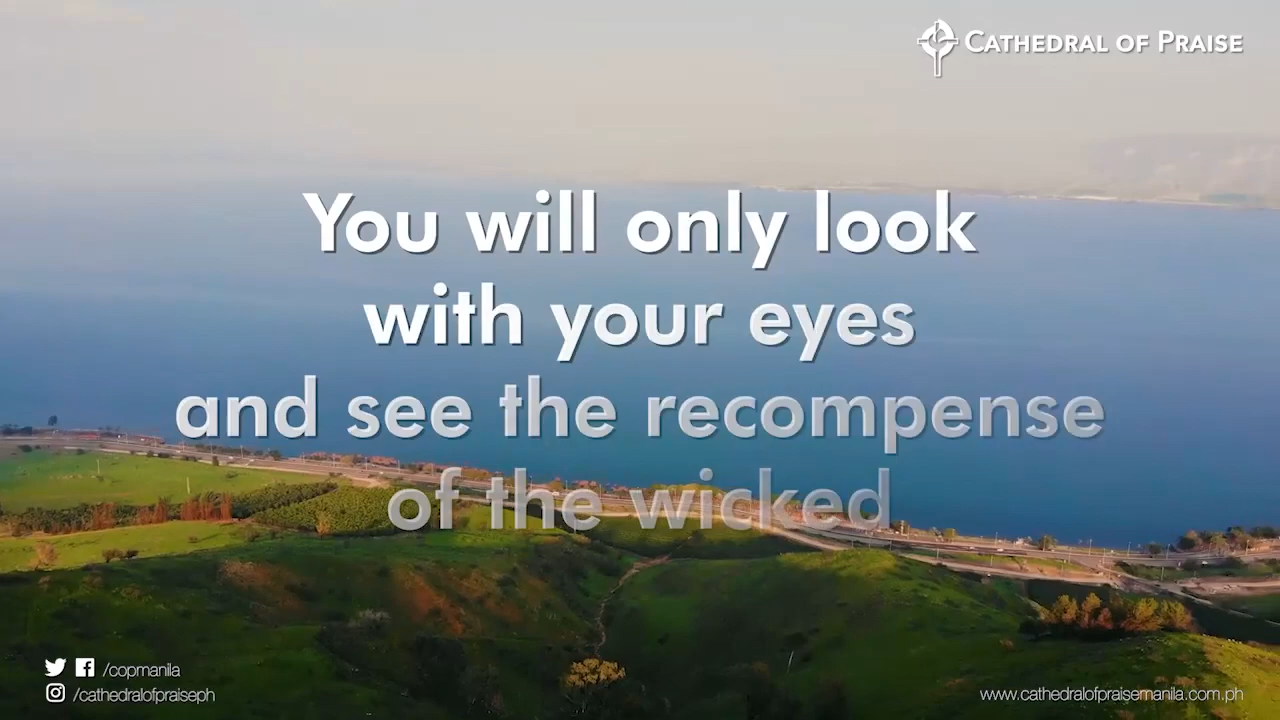 CATHEDRAL OF PRAISE
You will only look
with your eyes
and see the recompense
of the wicked
/copmanila
/cathedralofpraiseph
www.cathedralofpraisemanila.com.ph